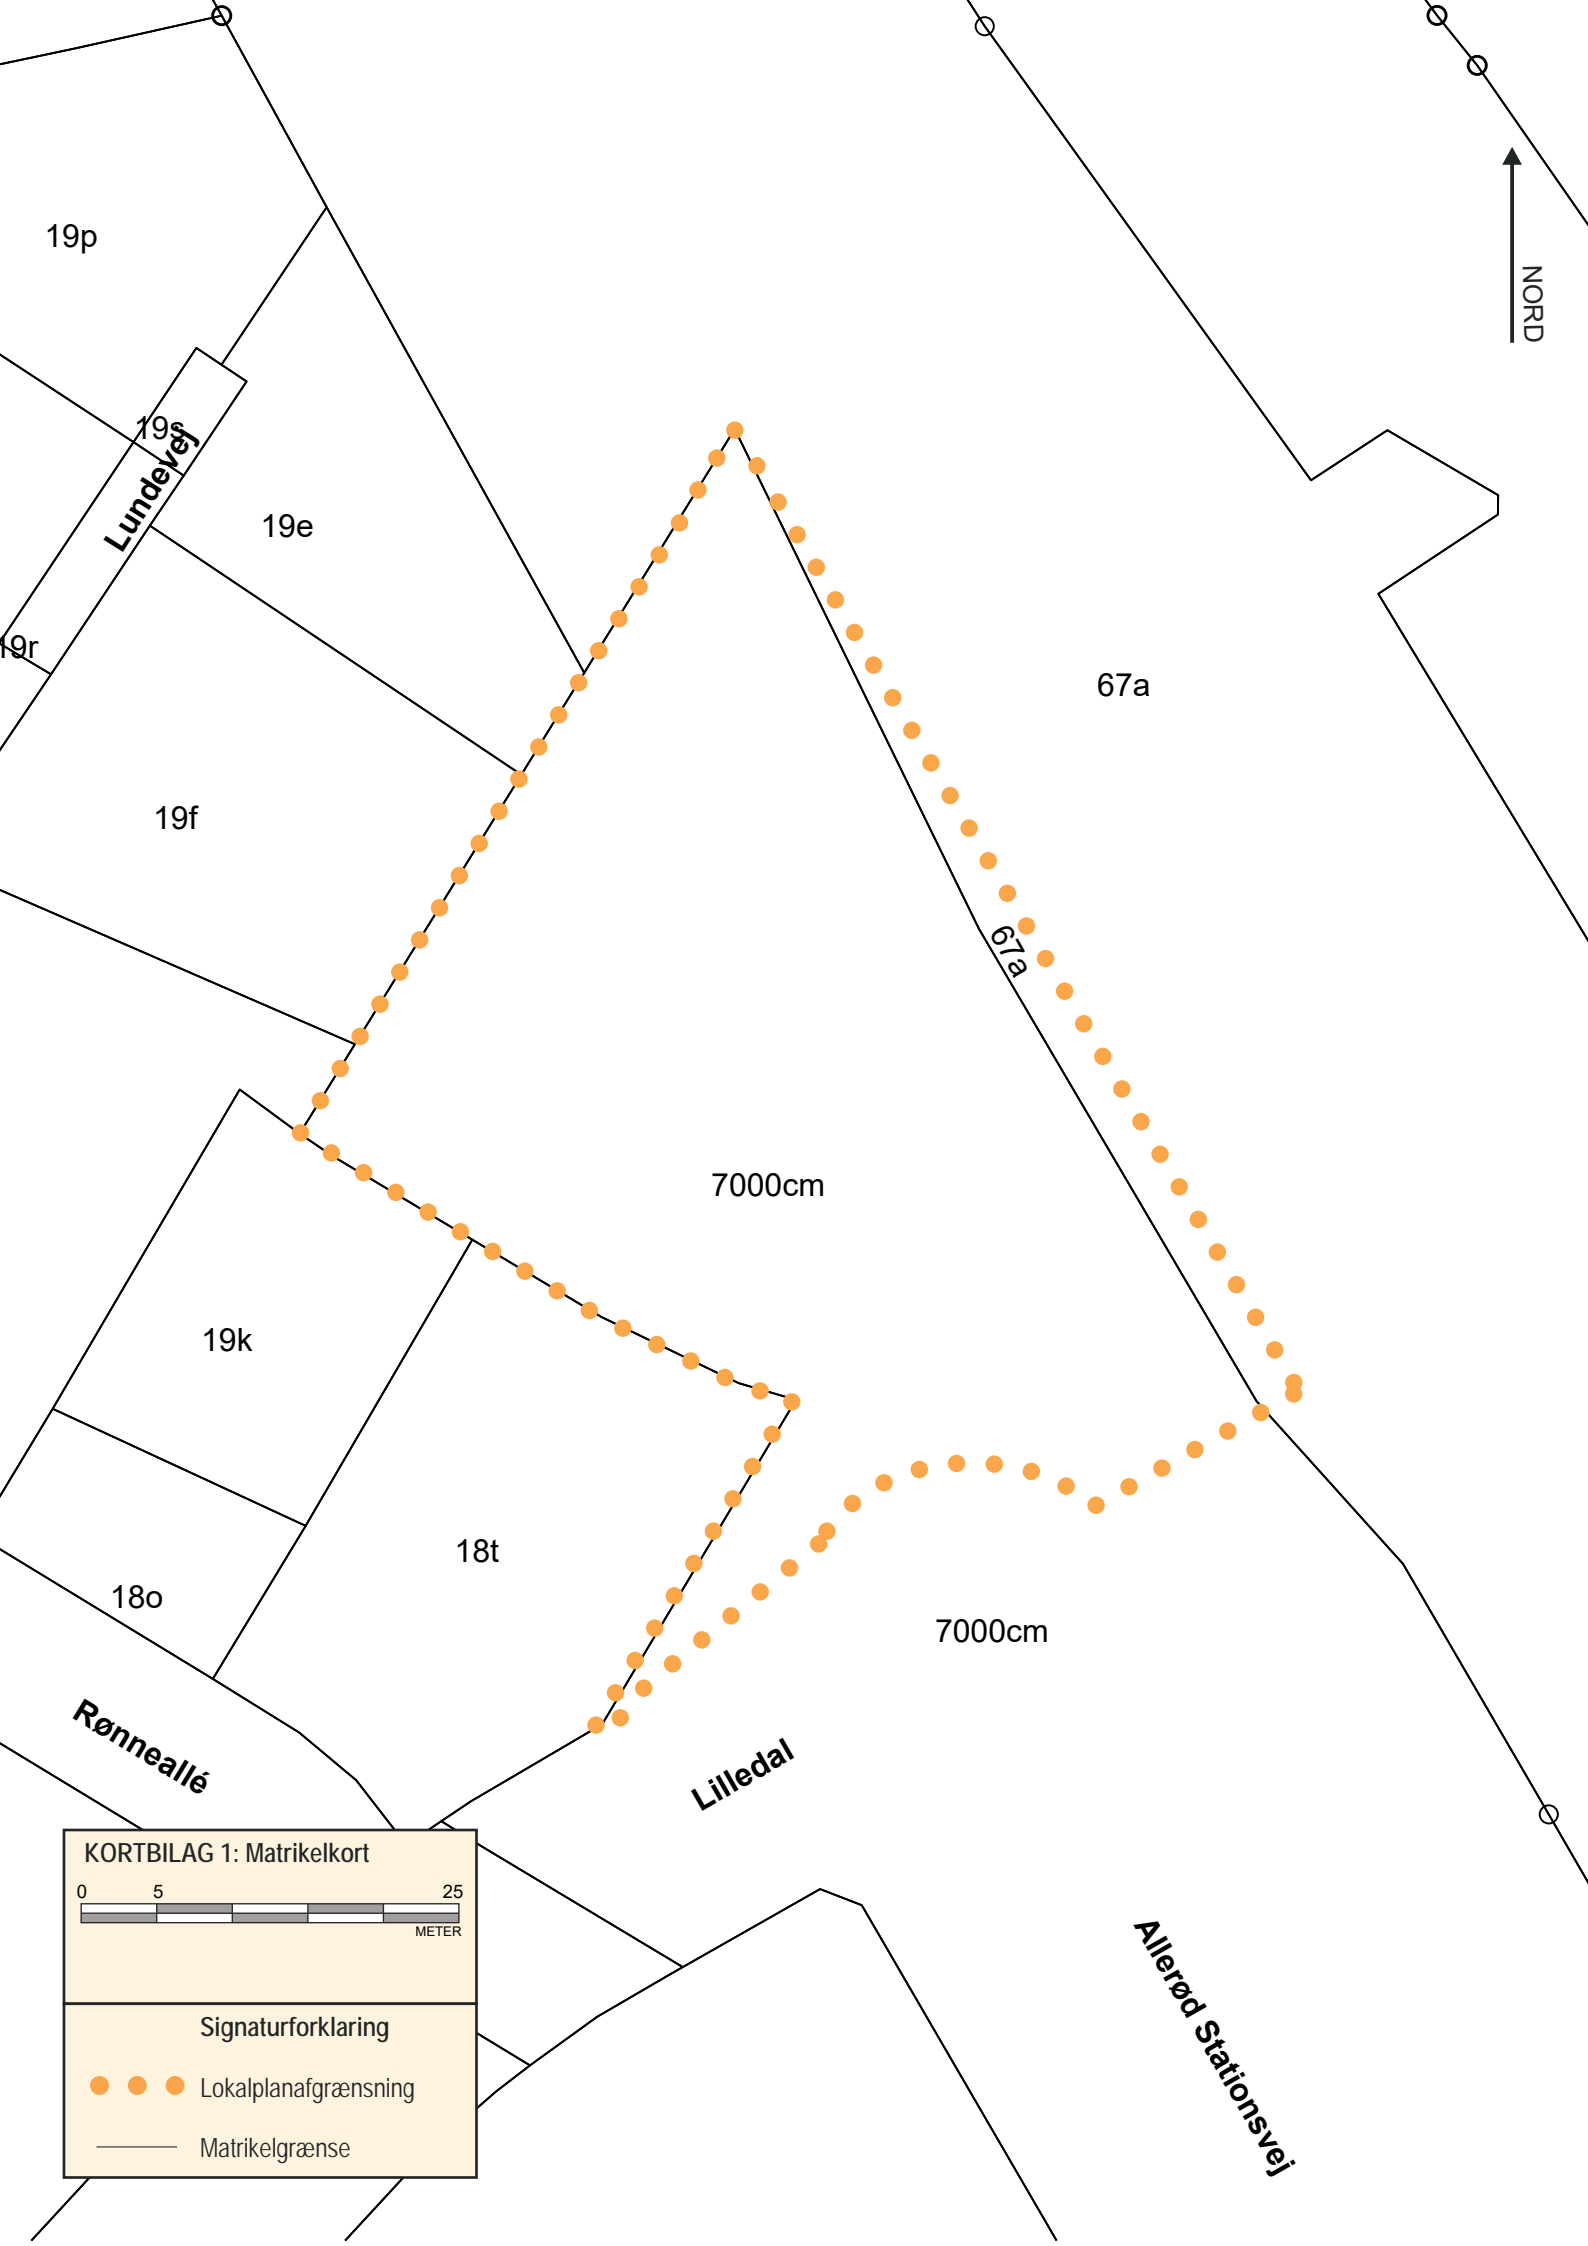 19p
NORD
19s
Lundevej
19e
19r
67a
19f
67a
7000cm
19k
18t
18o
7000cm
Rønneallé
Lilledal
Allerød Stationsvej
KORTBILAG 1: Matrikelkort
0 5 25
METER
Signaturforklaring
Lokalplanafgrænsning
Matrikelgrænse